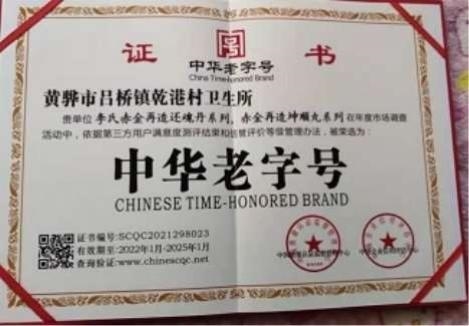 证 书
中华老字号
China Time-Honored Brand
黄骅市吕桥镇乾港村卫生所
贵单位李氏赤金再造还魂丹系列、赤金再造坤顺丸系列在年度市场调查
活动中，依据第三方用户满意度测评结果和信誉评价等级管理办法，被荣选为：
中华老字号
CHINESE TIME-HONORED BRAND
证书编号：SCQC2021298023
有效期至：2022年1月-2025年1月
查询验证：www.chinescqc.net